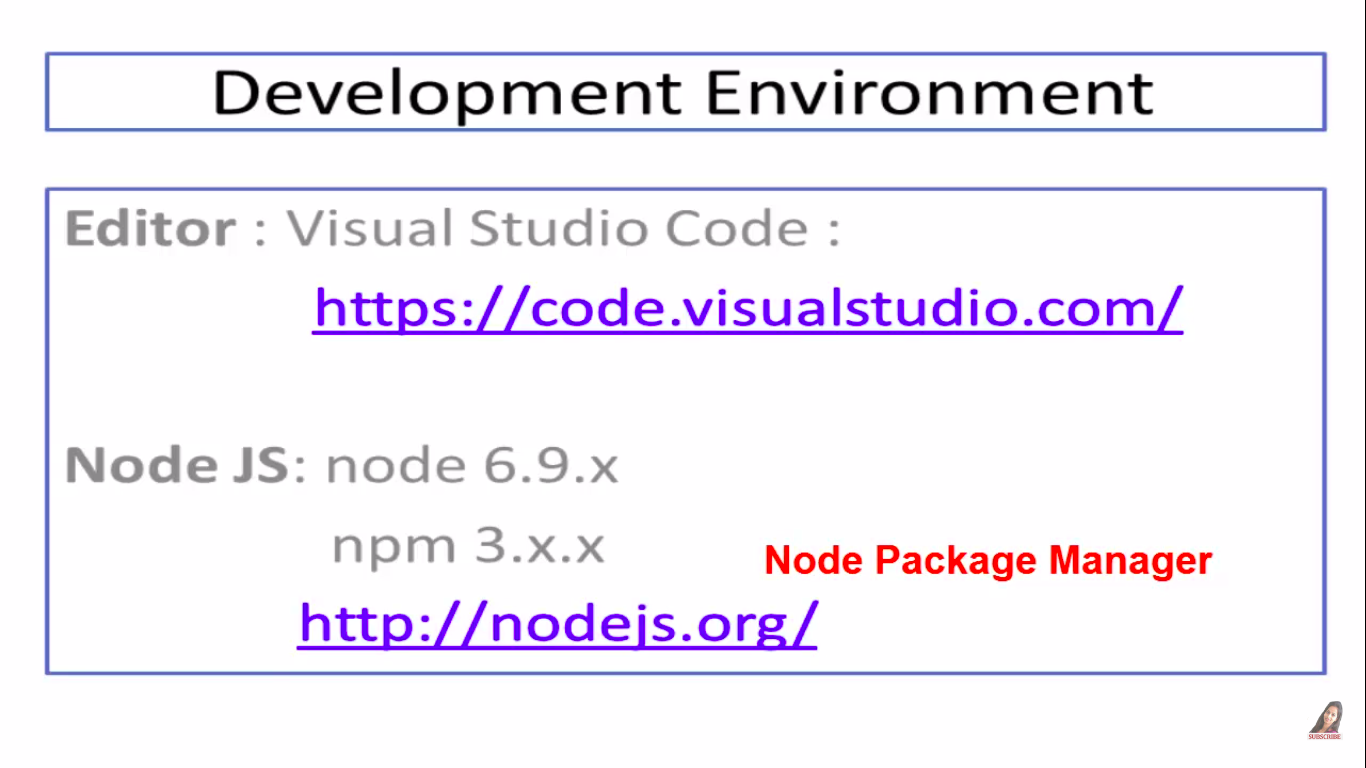 Development Environment
Editor : Visual Studio Code :
https://code.visualstudio.com/
Node JS: node 6.9.x
npm 3.x.x
Node Package Manager
http://nodejs.org/
SUBSCRIBE